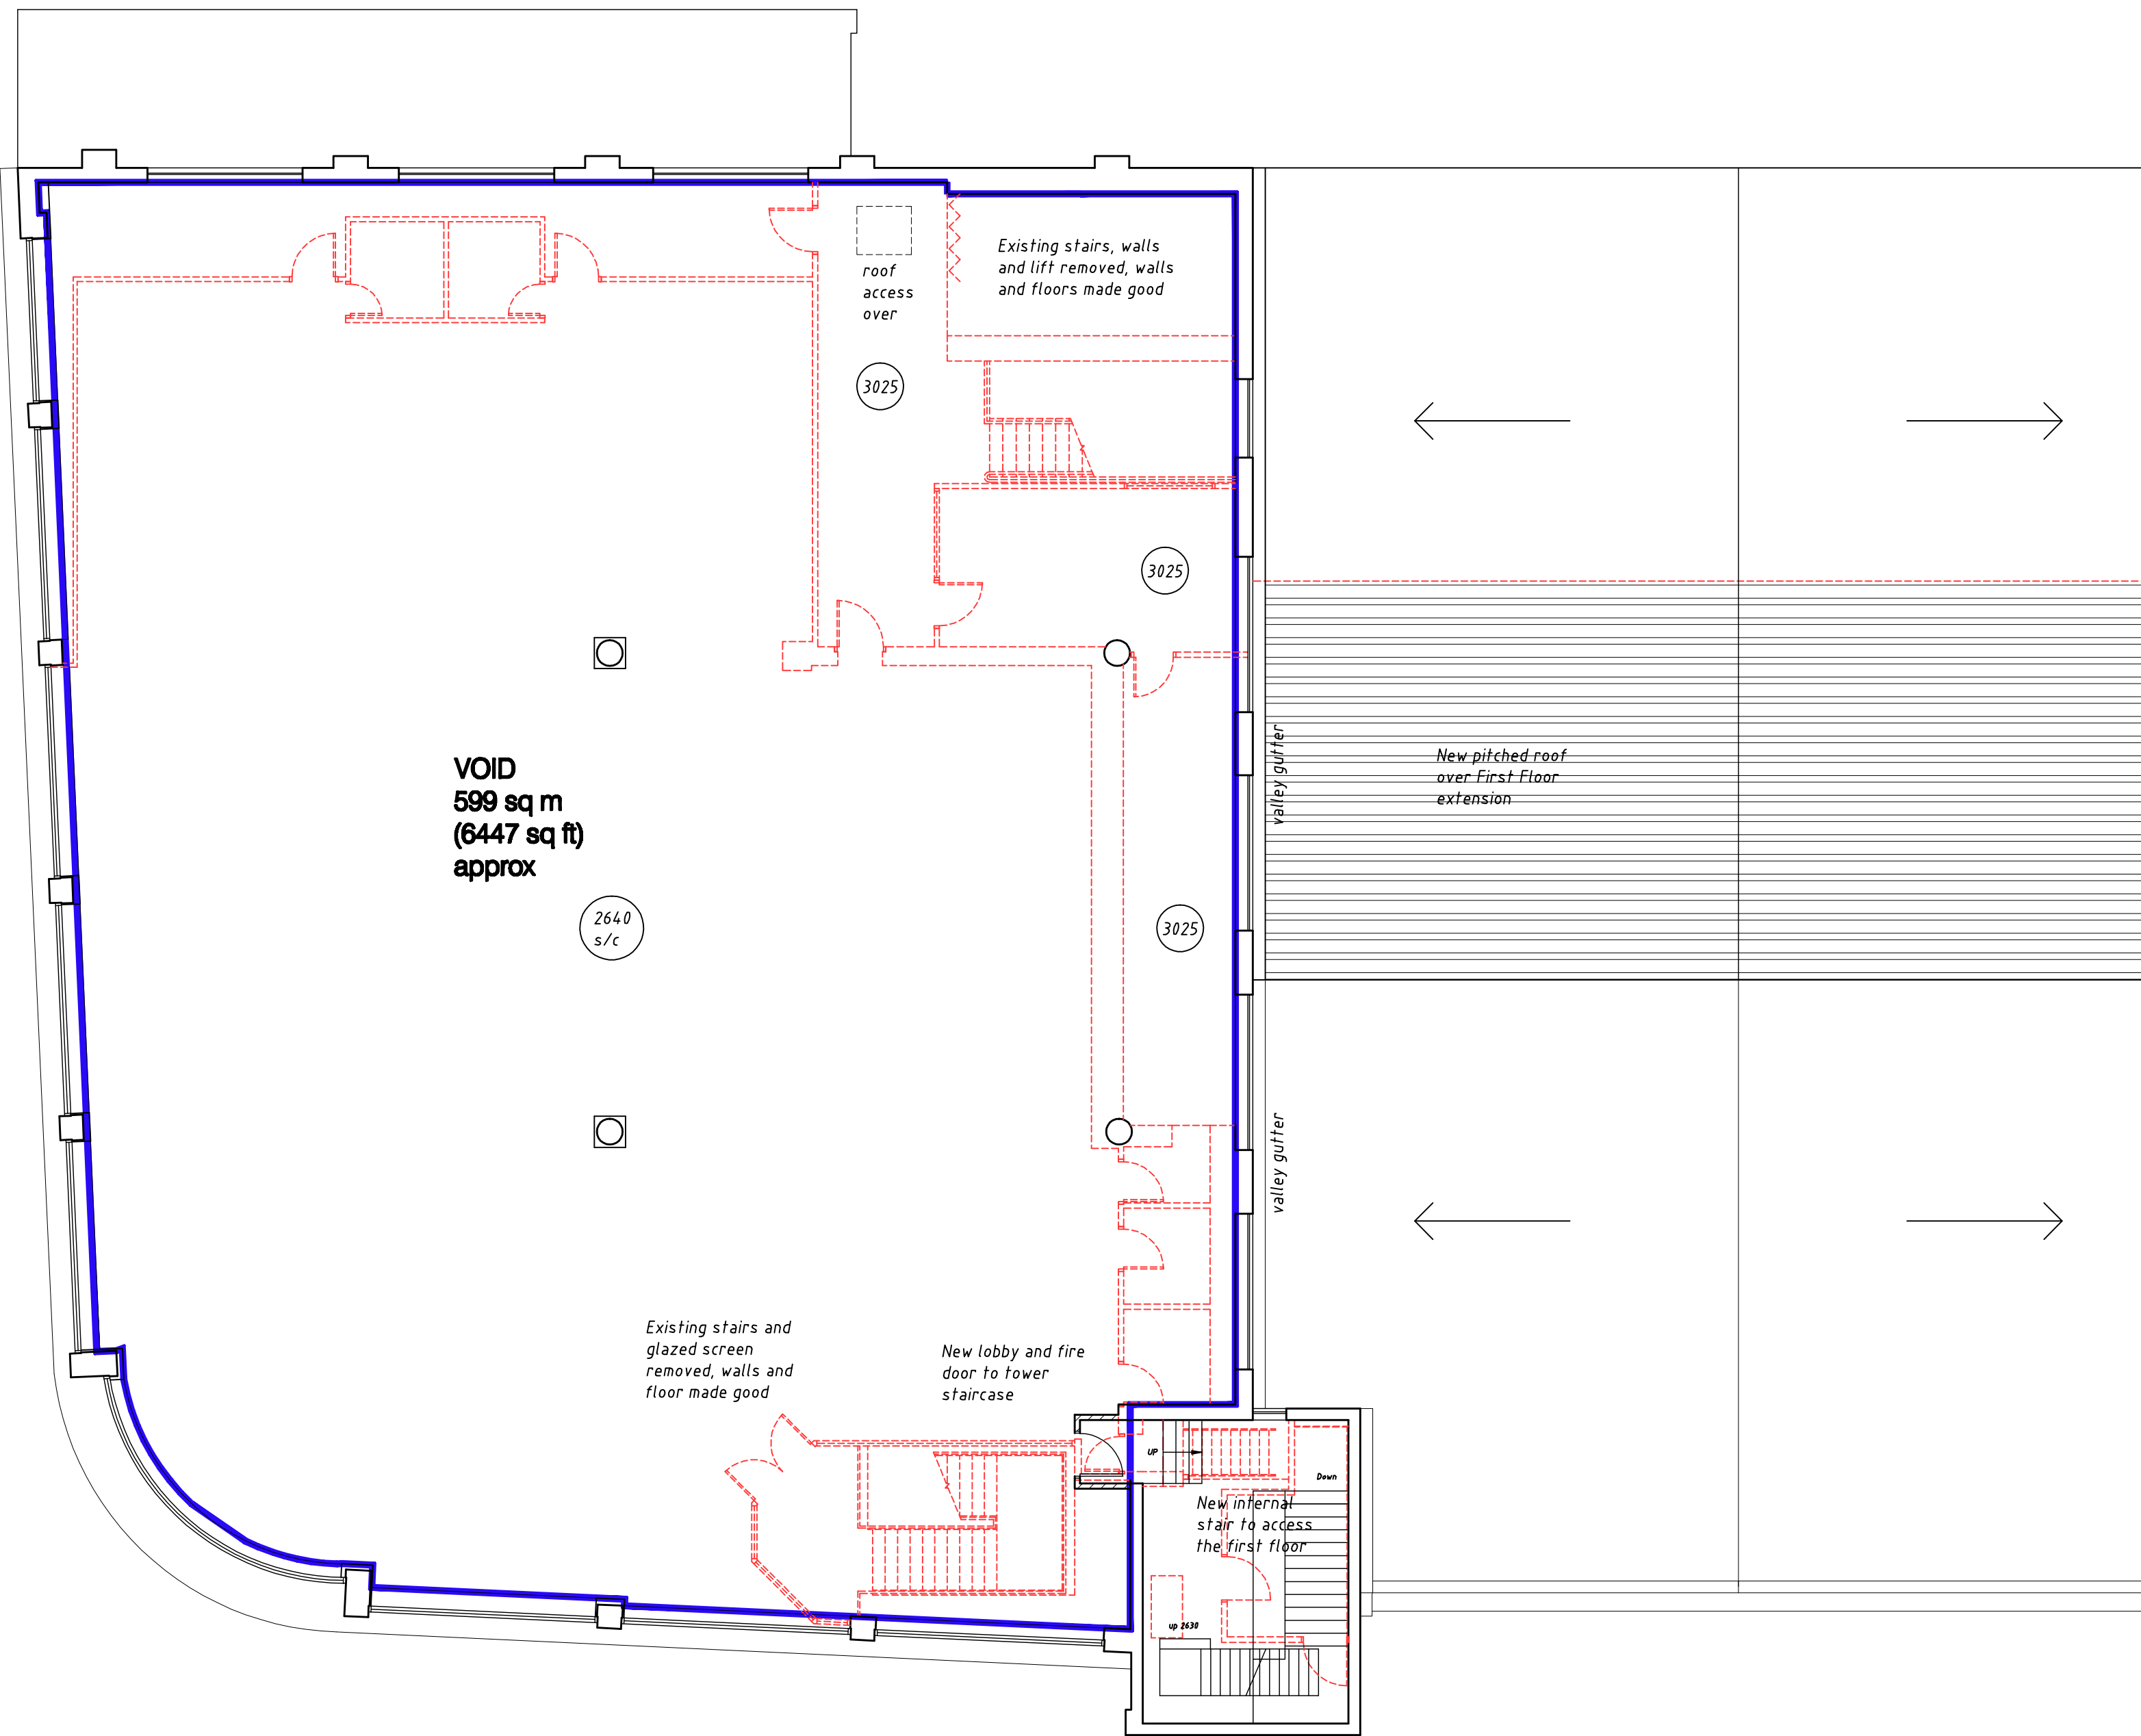 Existing stairs, walls
and lift removed, walls
and floors made good
roof
access
over
3025
3025
VOID
599 sq m
(6447 sq ft)
approx
valley gutter
New pitched roof
over First Floor
extension
2640
s/c
3025
valley gutter
Existing stairs and
glazed screen
removed, walls and
floor made good
New lobby and fire
door to tower
staircase
UP
Down
New internal
stair to access
the first floor
up 2630